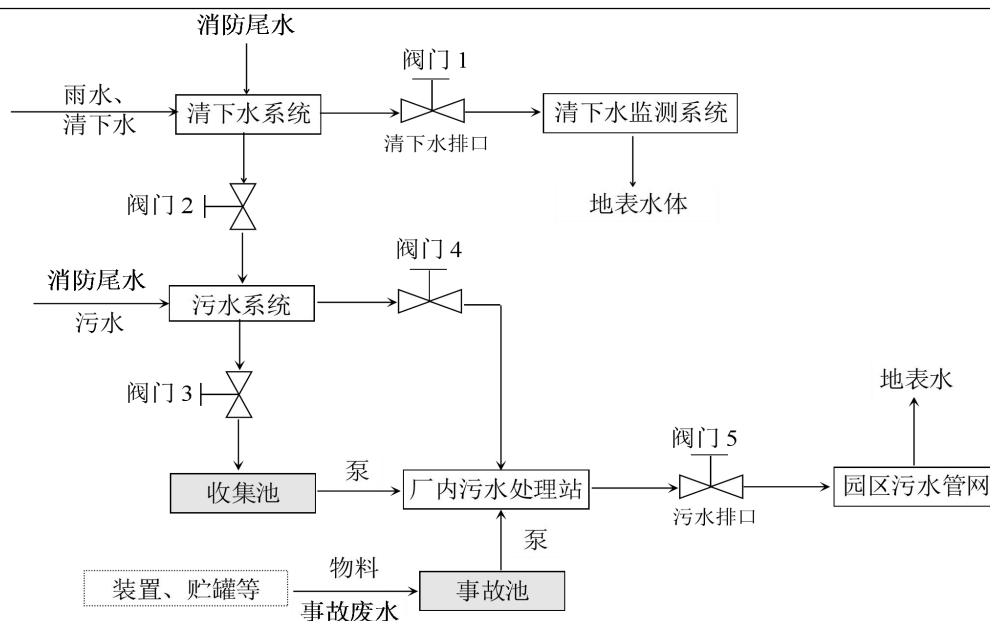 消防尾水
阀门 1
雨水、
清下水
清下水系统
清下水监测系统
清下水排口
阀门 2
地表水体
阀门 4
消防尾水
污水
污水系统
阀门 3
地表水
阀门 5
泵
收集池
厂内污水处理站
园区污水管网
污水排口
泵
物料
装置、贮罐等
事故池
事故废水